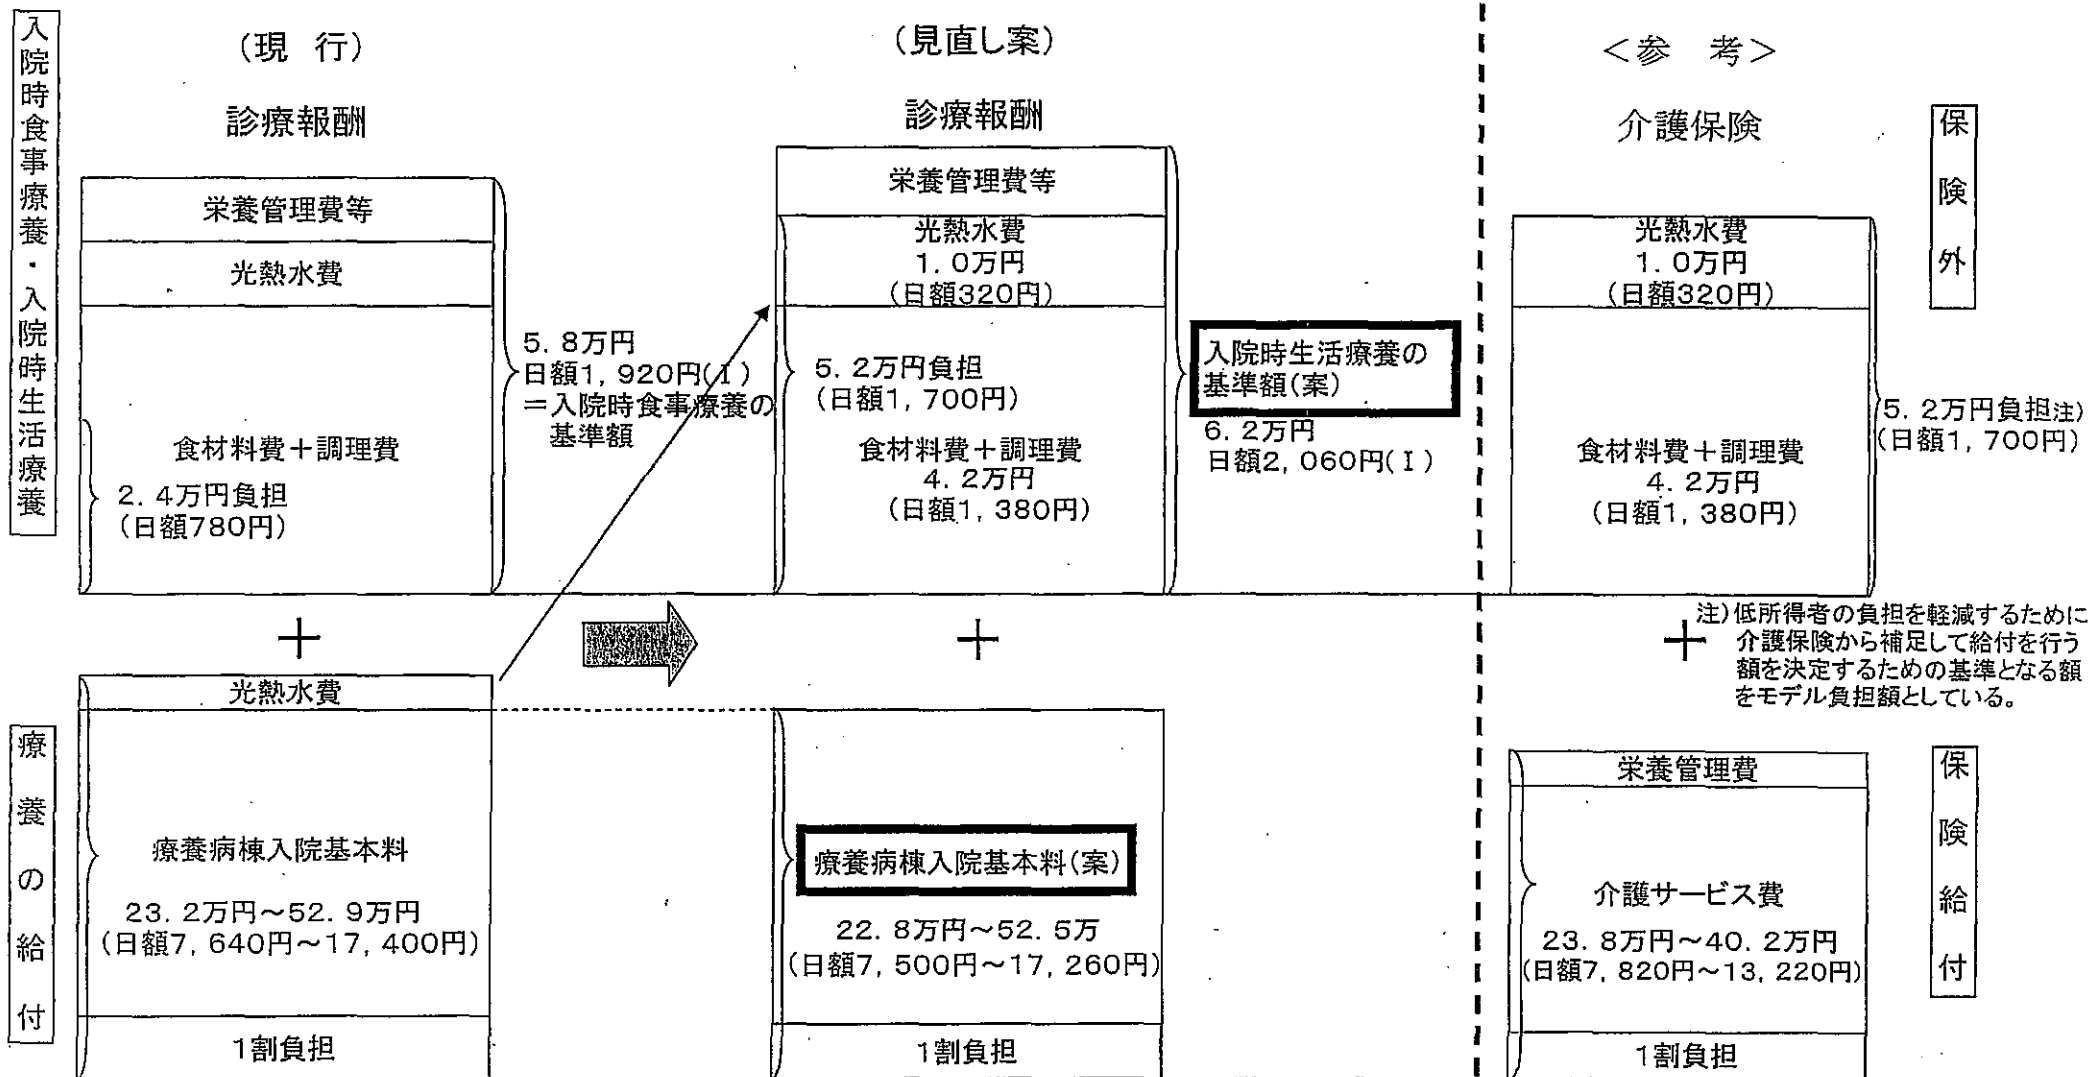 入院時食事療養・入院時生活療養
(現 行)
診療報酬
栄養管理費等
光熱水費
5. 8万円
日額1, 920円(Ⅰ)
=入院時食事療養の
基準額
食材料費+調理費
2. 4万円負担
(日額780円)
+
療養の給付
光熱水費
療養病棟入院基本料
23. 2万円~52. 9万円
(日額7, 640円~17, 400円)
1割負担
(見直し案)
診療報酬
栄養管理費等
光熱水費
1. 0万円
(日額320円)
5. 2万円負担
(日額1, 700円)
食材料費+調理費
4. 2万円
(日額1, 380円)
入院時生活療養の
基準額(案)
6. 2万円
日額2, 060円(Ⅰ)
+
療養病棟入院基本料(案)
22. 8万円~52. 5万
(日額7, 500円~17, 260円)
1割負担
<参 考>
介護保険
保険外
光熱水費
1. 0万円
(日額320円)
食材料費+調理費
4. 2万円
(日額1, 380円)
5. 2万円負担注)
(日額1, 700円)
+
注)低所得者の負担を軽減するために
介護保険から補足して給付を行う
額を決定するための基準となる額
をモデル負担額としている。
保険給付
栄養管理費
介護サービス費
23. 8万円~40. 2万円
(日額7, 820円~13, 220円)
1割負担